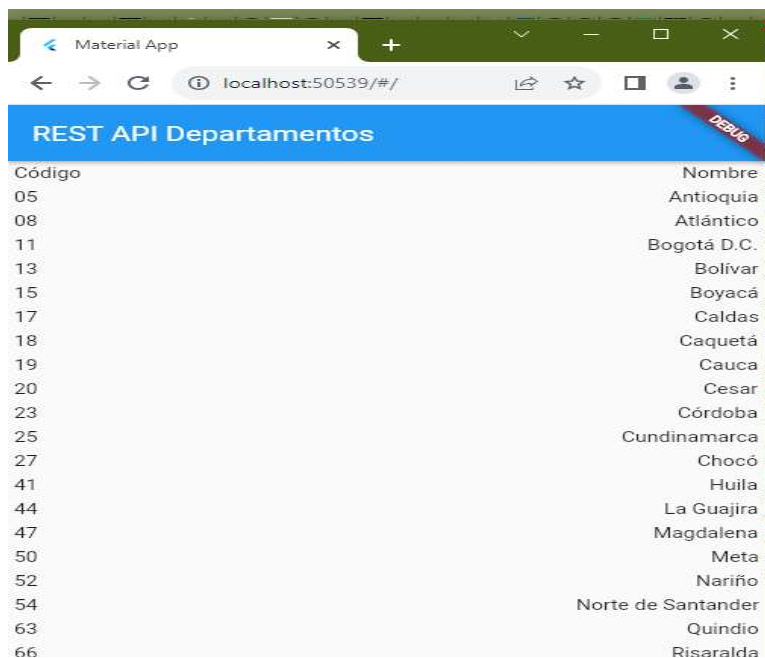 Material App
localhost:50539/#/
REST API Departamentos
DEBUG
Código Nombre
05 Antioquia
08 Atlántico
11 Bogotá D.C.
13 Bolívar
15 Boyacá
17 Caldas
18 Caquetá
19 Cauca
20 Cesar
23 Córdoba
25 Cundinamarca
27 Chocó
41 Huila
44 La Guajira
47 Magdalena
50 Meta
52 Nariño
54 Norte de Santander
63 Quindio
66 Risaralda